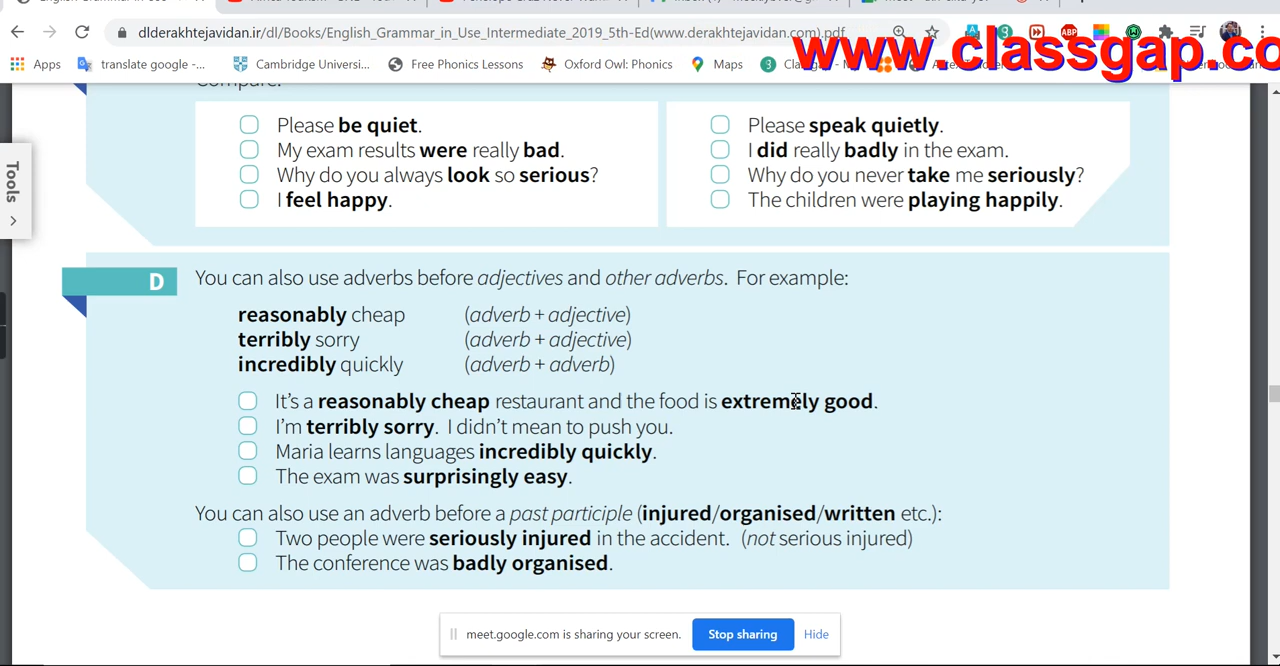 dlderakhtejavidan.ir/dl/Books/English_Grammar_in_Use_Intermediate_2019_5th-Ed(www.derakhtejavidan.com).pdf
www.classgap.co
Apps
translate google -...
Cambridge Universi...
Free Phonics Lessons
Oxford Owl: Phonics
Maps
Compare:
Please be quiet.
My exam results were really bad.
Why do you always look so serious?
I feel happy.
Please speak quietly.
I did really badly in the exam.
Why do you never take me seriously?
The children were playing happily.
Tools
D
You can also use adverbs before adjectives and other adverbs. For example:
reasonably cheap (adverb + adjective)
terribly sorry (adverb + adjective)
incredibly quickly (adverb + adverb)
It's a reasonably cheap restaurant and the food is extremely good.
I'm terribly sorry. I didn't mean to push you.
Maria learns languages incredibly quickly.
The exam was surprisingly easy.
You can also use an adverb before a past participle (injured/organised/written etc.):
Two people were seriously injured in the accident. (not serious injured)
The conference was badly organised.
meet.google.com is sharing your screen.
Stop sharing
Hide